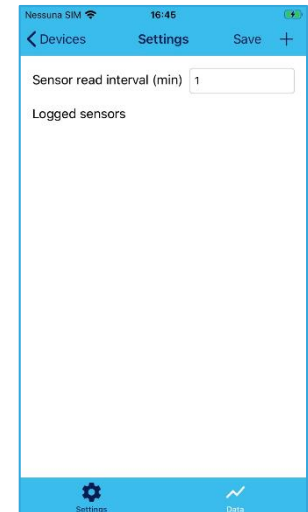 Nessuna SIM 16:45
Devices Settings Save +
Sensor read interval (min) 1
Logged sensors
Settings Data